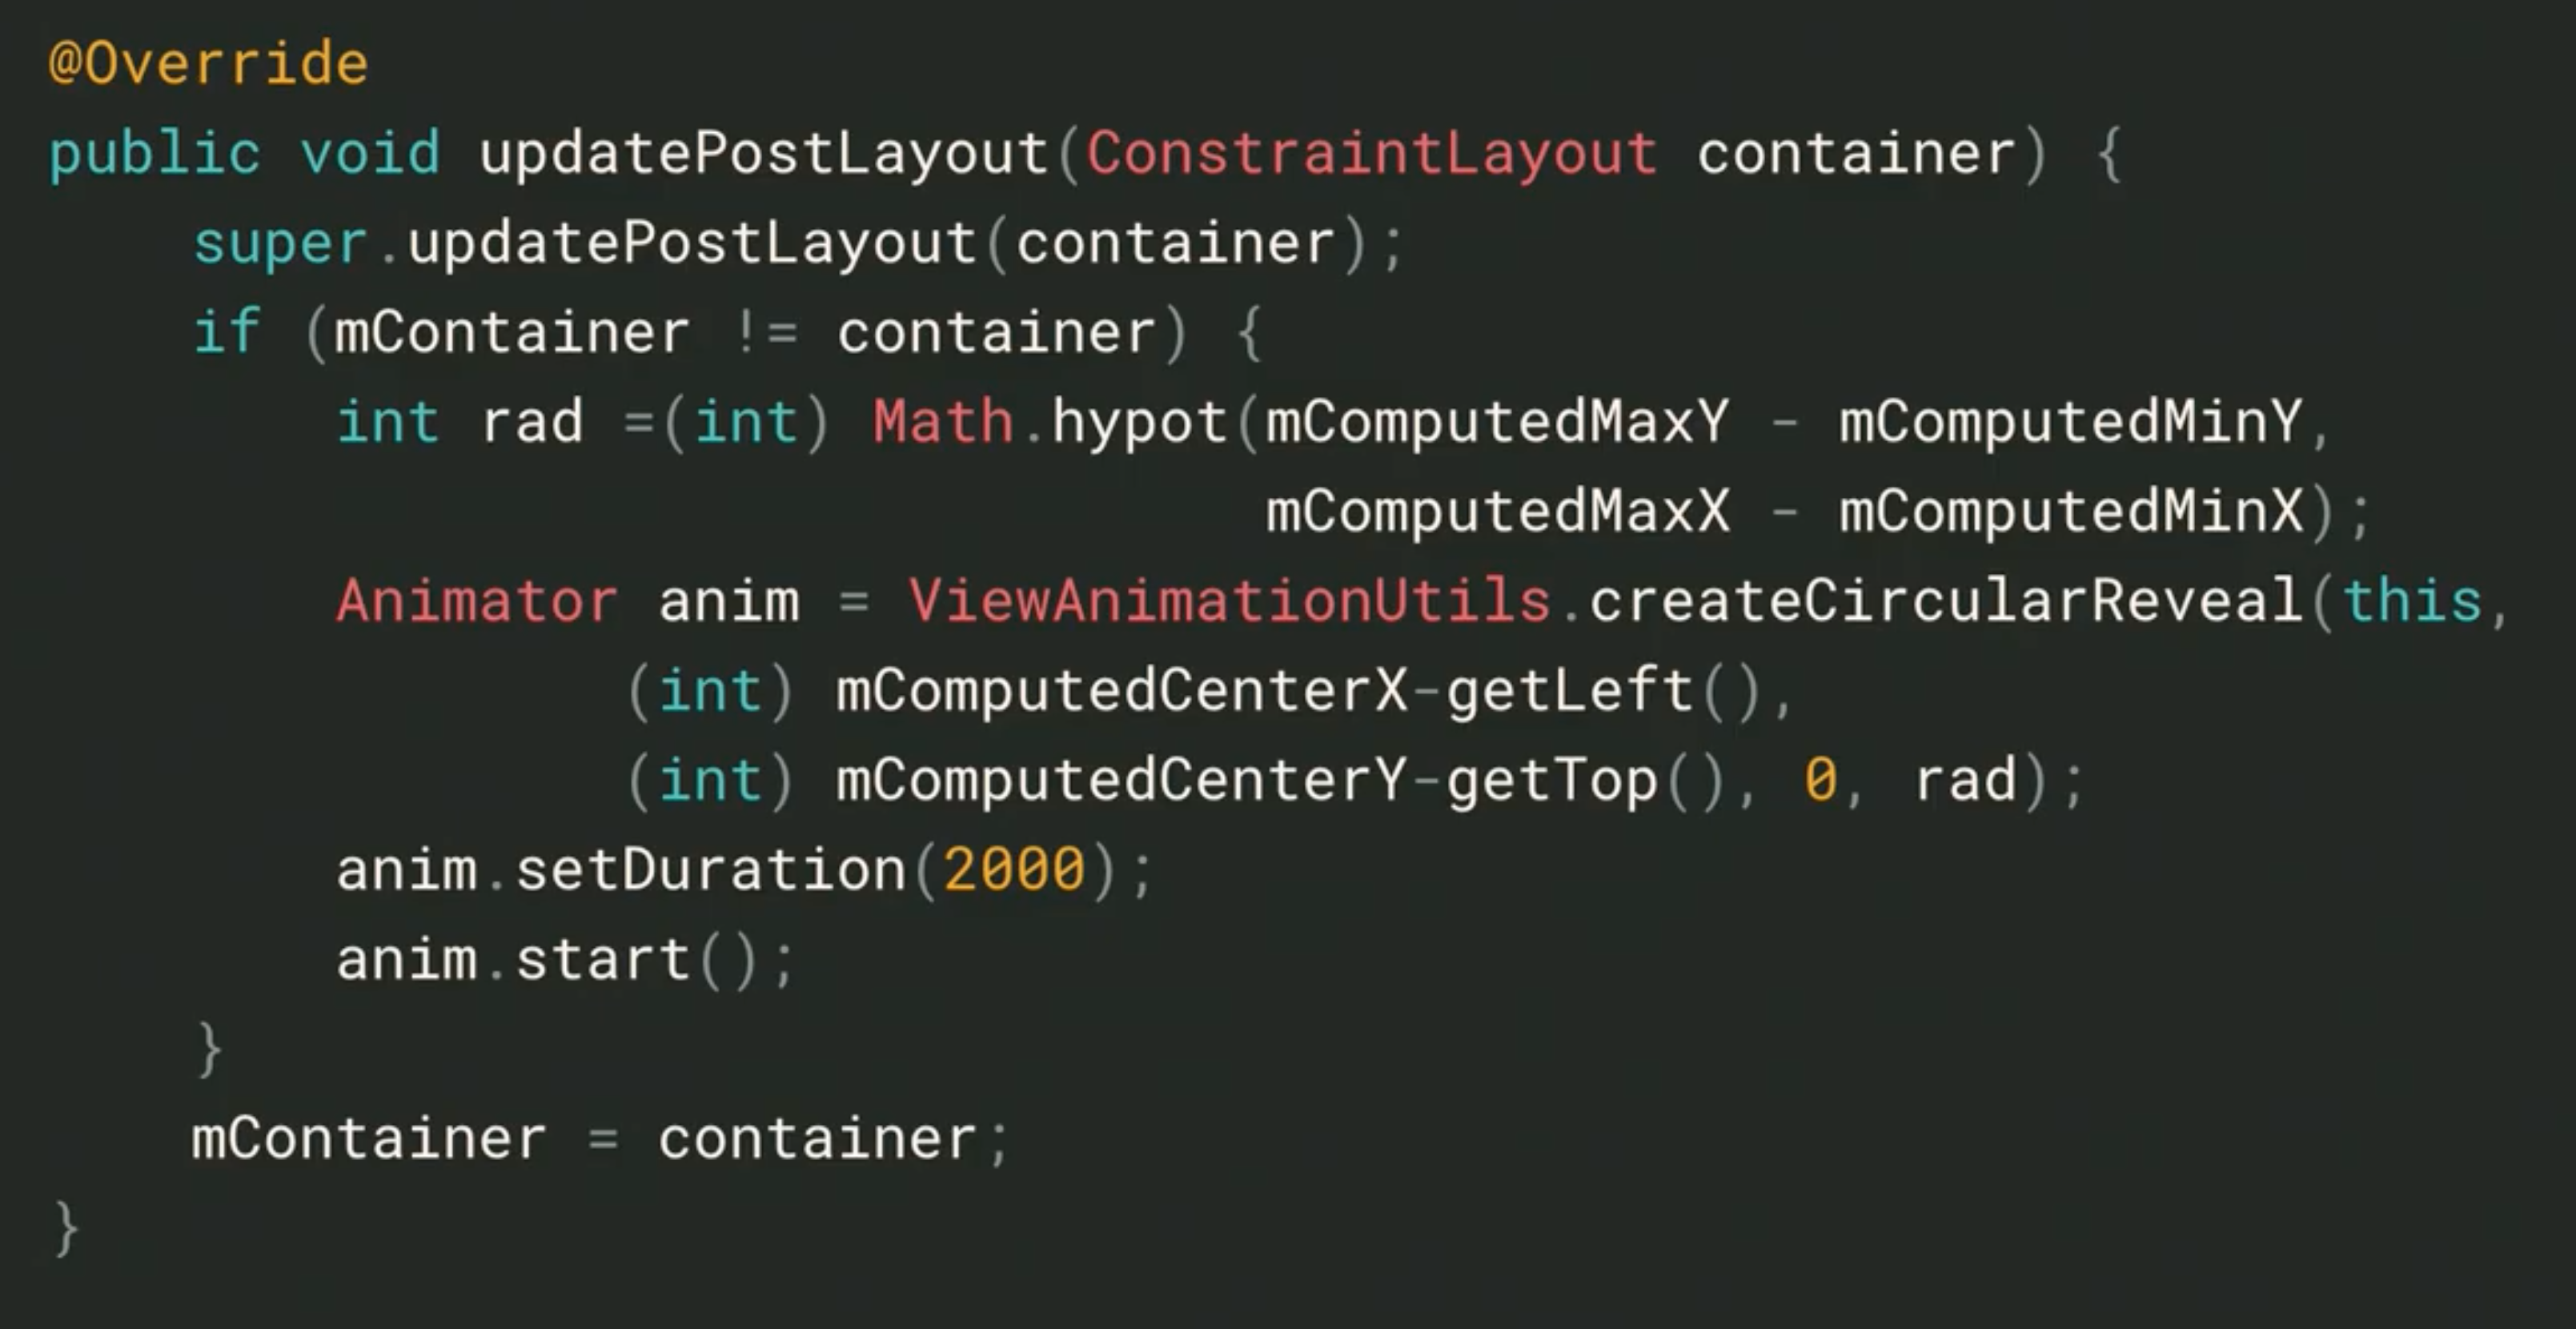 @Override
public void updatePostLayout(ConstraintLayout container) {
    super.updatePostLayout(container);
    if (mContainer != container) {
        int rad =(int) Math.hypot(mComputedMaxY - mComputedMinY,
                                  mComputedMaxX - mComputedMinX);
        Animator anim = ViewAnimationUtils.createCircularReveal(this,
                (int) mComputedCenterX-getLeft(),
                (int) mComputedCenterY-getTop(), 0, rad);
        anim.setDuration(2000);
        anim.start();
    }
    mContainer = container;
}